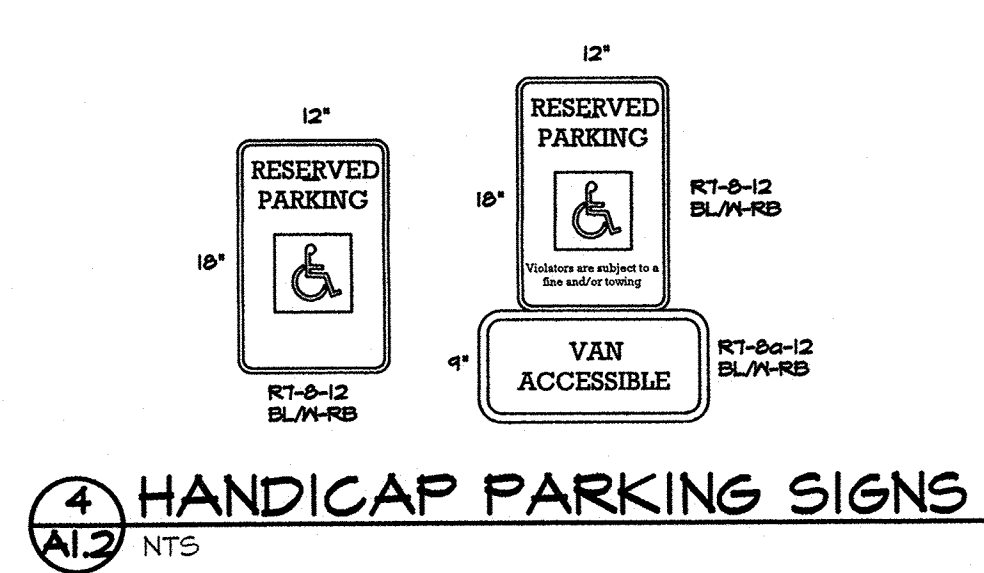 12"
RESERVED
PARKING
18"
R7-8-12
BL/W-RB
12"
RESERVED
PARKING
18"
Violators are subject to a
fine and/or towing
R7-8-12
BL/W-RB
VAN
ACCESSIBLE
9"
R7-8a-12
BL/W-RB
4
A1.2
HANDICAP PARKING SIGNS
NTS